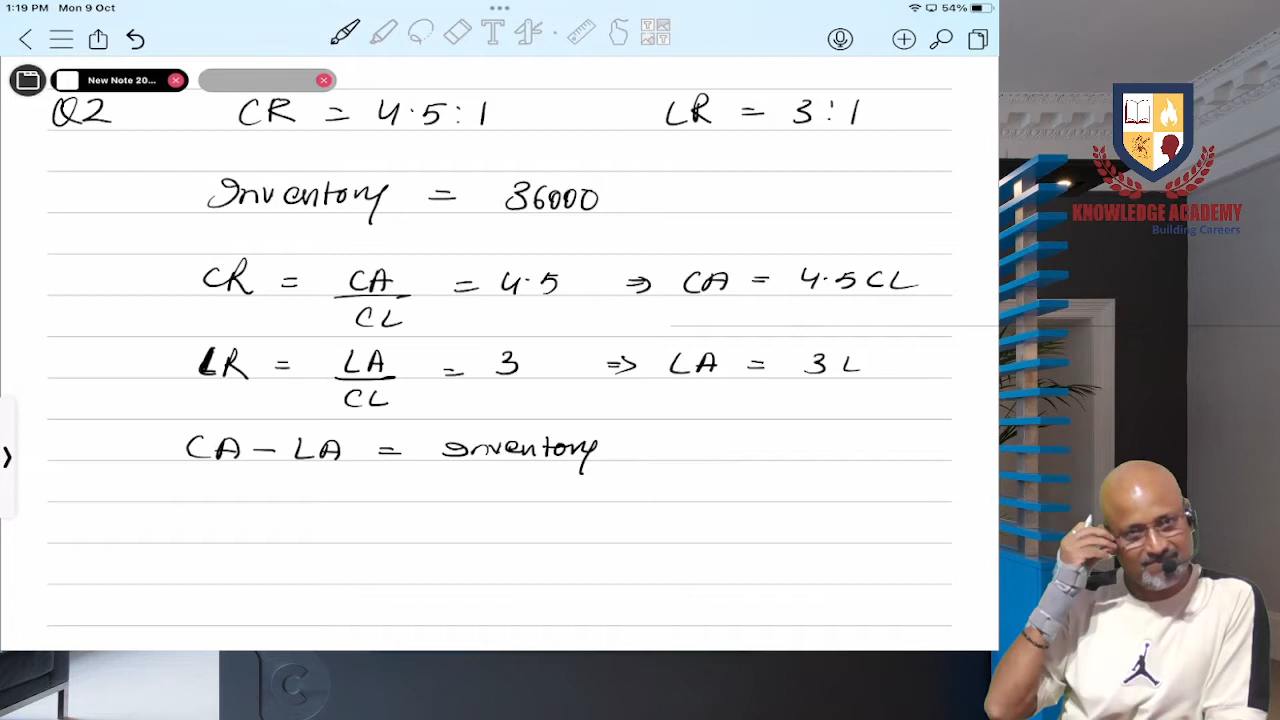 1:19 PM Mon 9 Oct
54%
New Note 20...
Q2 CR = 4.5:1 LR = 3:1
Inventory = 36000
CR = CA/CL = 4.5 ⇒ CA = 4.5CL
LR = LA/CL = 3 ⇒ LA = 3 L
CA - LA = Inventory
KNOWLEDGE ACADEMY
Building Careers